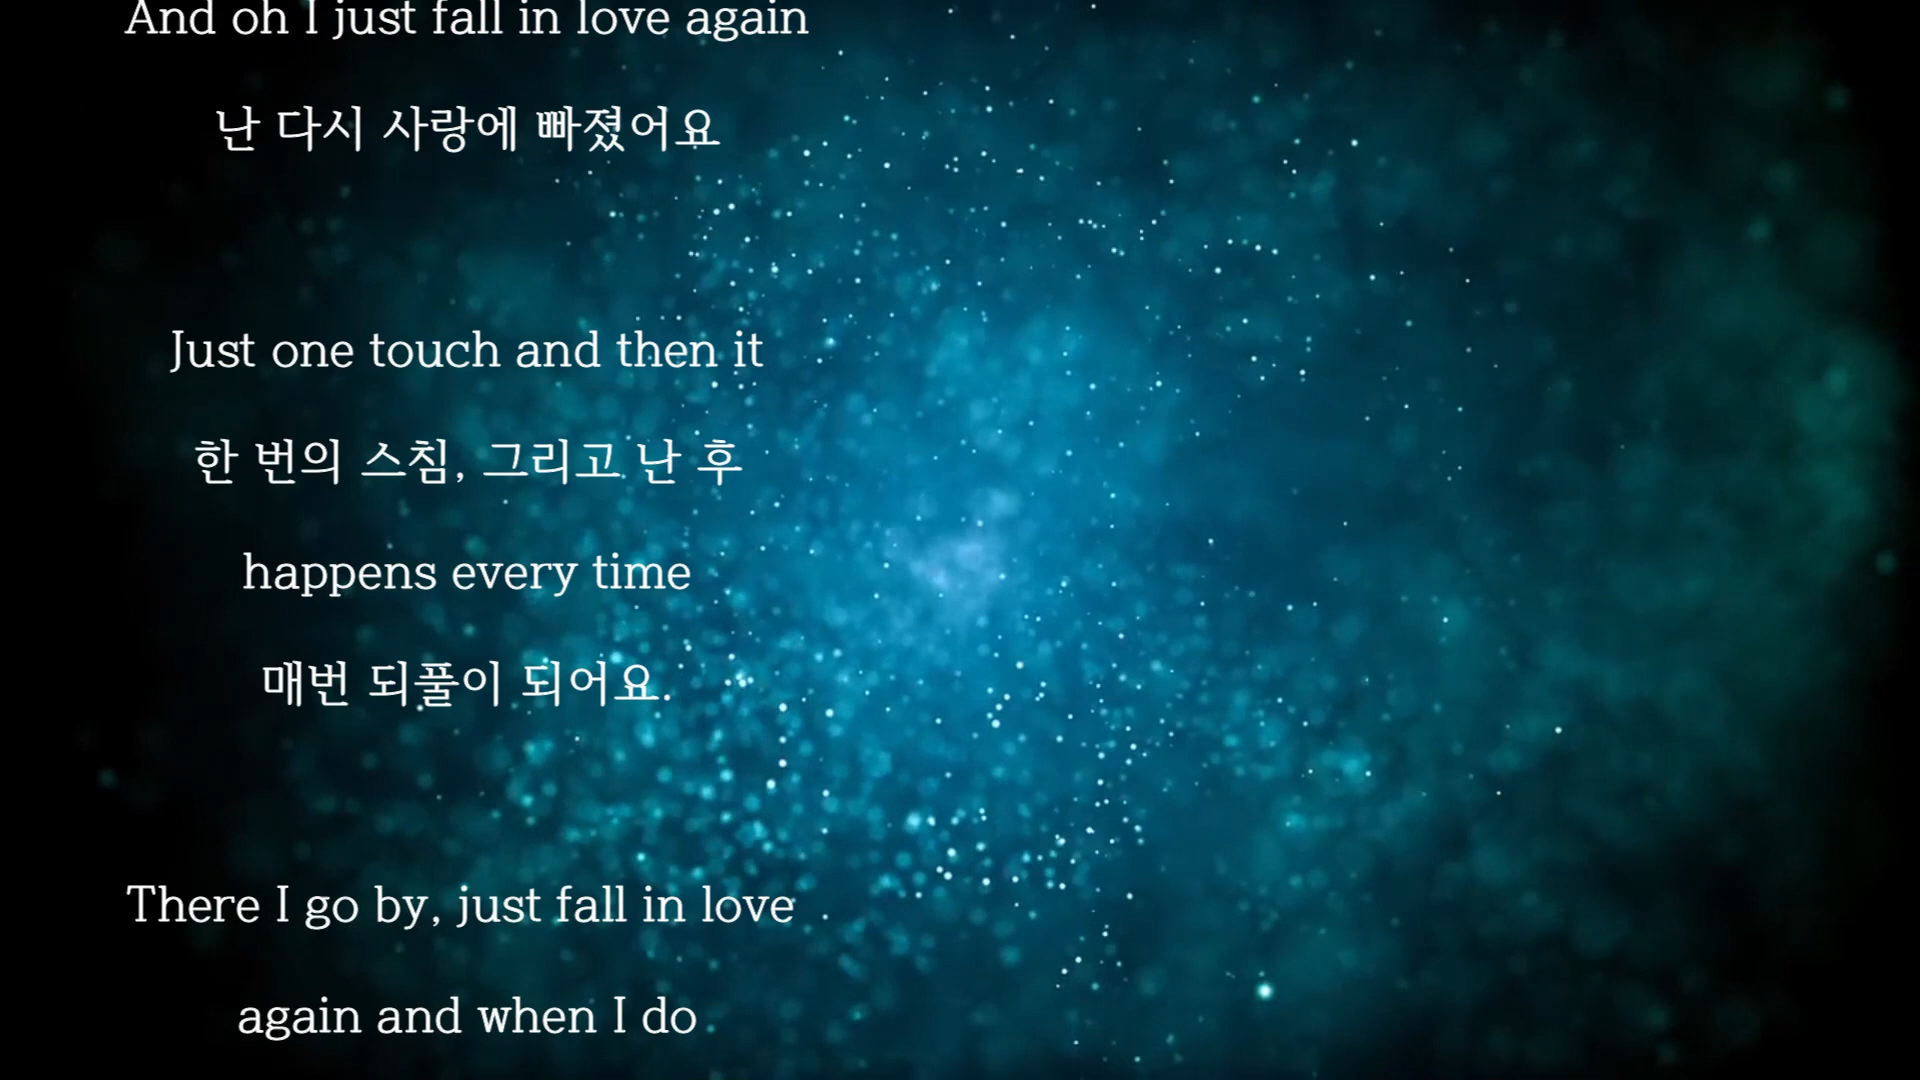 And oh I just fall in love again
난 다시 사랑에 빠졌어요
Just one touch and then it
한 번의 스침, 그리고 난 후
happens every time
매번 되풀이 되어요.
There I go by, just fall in love
again and when I do